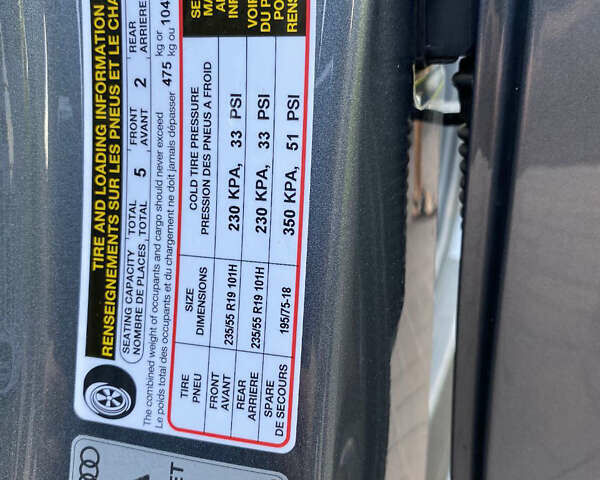 TIRE AND LOADING INFORMATION
RENSEIGNEMENTS SUR LES PNEUS ET LE
SEATING CAPACITY TOTAL 5 FRONT 2 REAR
NOMBRE DE PLACES TOTAL AVANT ARRIERE
The combined weight of occupants and cargo should never exceed 475 kg or 104
Le poids total des occupants et du chargement ne doit jamais dépasser kg ou
TIRE SIZE COLD TIRE PRESSURE
PNEU DIMENSIONS PRESSION DES PNEUS A FROID
FRONT 235/55 R19 101H 230 KPA, 33 PSI
AVANT
REAR 235/55 R19 101H 230 KPA, 33 PSI
ARRIERE
SPARE 195/75-18 350 KPA, 51 PSI
DE SECOURS
VOIR
DU